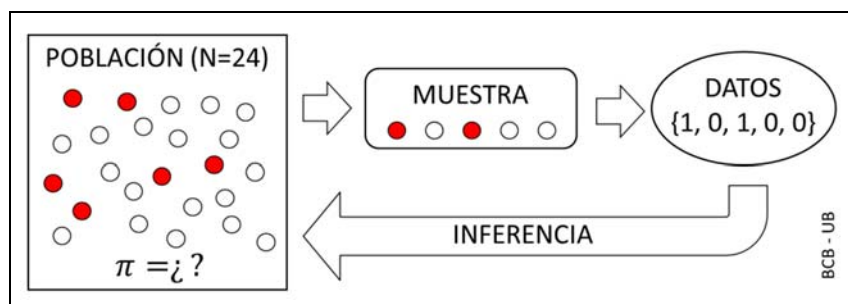 POBLACIÓN (N=24)
π =¿ ?
MUESTRA
DATOS
{1, 0, 1, 0, 0}
INFERENCIA
BCB - UB